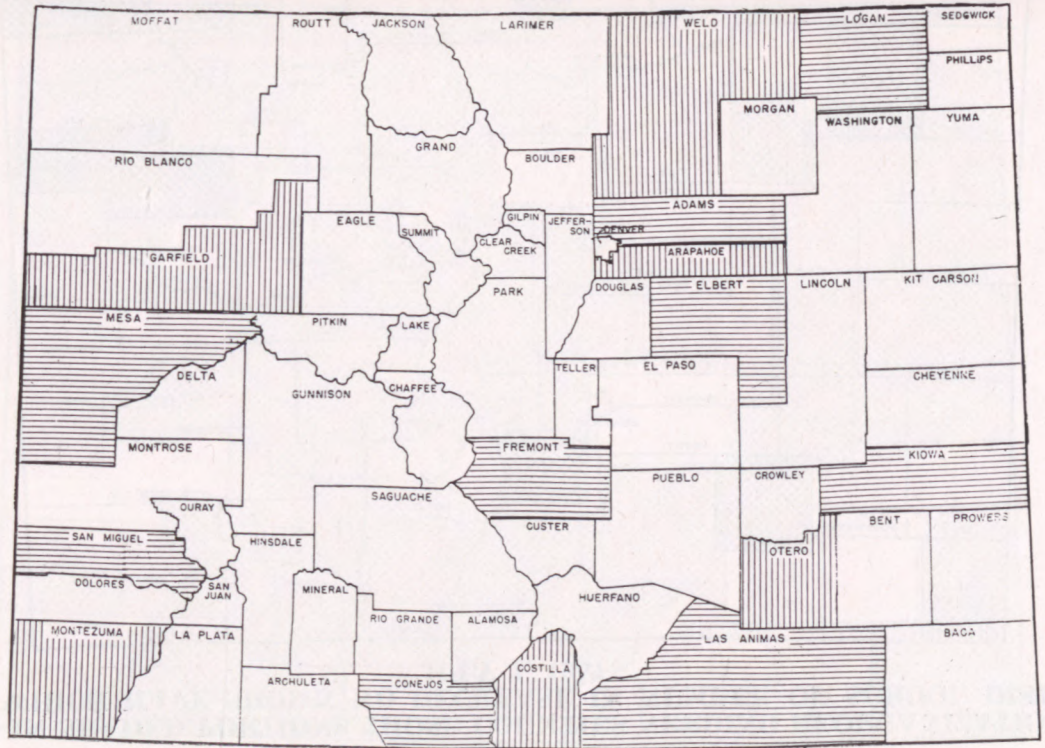 MOFFAT
ROUTT
JACKSON
LARIMER
WELD
LOGAN
SEDGWICK
PHILLIPS
MORGAN
WASHINGTON
YUMA
GRAND
RIO BLANCO
BOULDER
ADAMS
EAGLE
GILPIN
JEFFER-
SON
SUMMIT
DENVER
CLEAR
CREEK
GARFIELD
ARAPAHOE
PARK
DOUGLAS
ELBERT
LINCOLN
KIT CARSON
MESA
PITKIN
LAKE
DELTA
TELLER
EL PASO
CHEYENNE
GUNNISON
CHAFFEE
MONTROSE
FREMONT
KIOWA
PUEBLO
CROWLEY
SAGUACHE
OURAY
CUSTER
BENT
PROWERS
SAN MIGUEL
HINSDALE
OTERO
DOLORES
SAN
JUAN
MINERAL
HUERFANO
RIO GRANDE
ALAMOSA
MONTEZUMA
LA PLATA
LAS ANIMAS
BACA
COSTILLA
ARCHULETA
CONEJOS